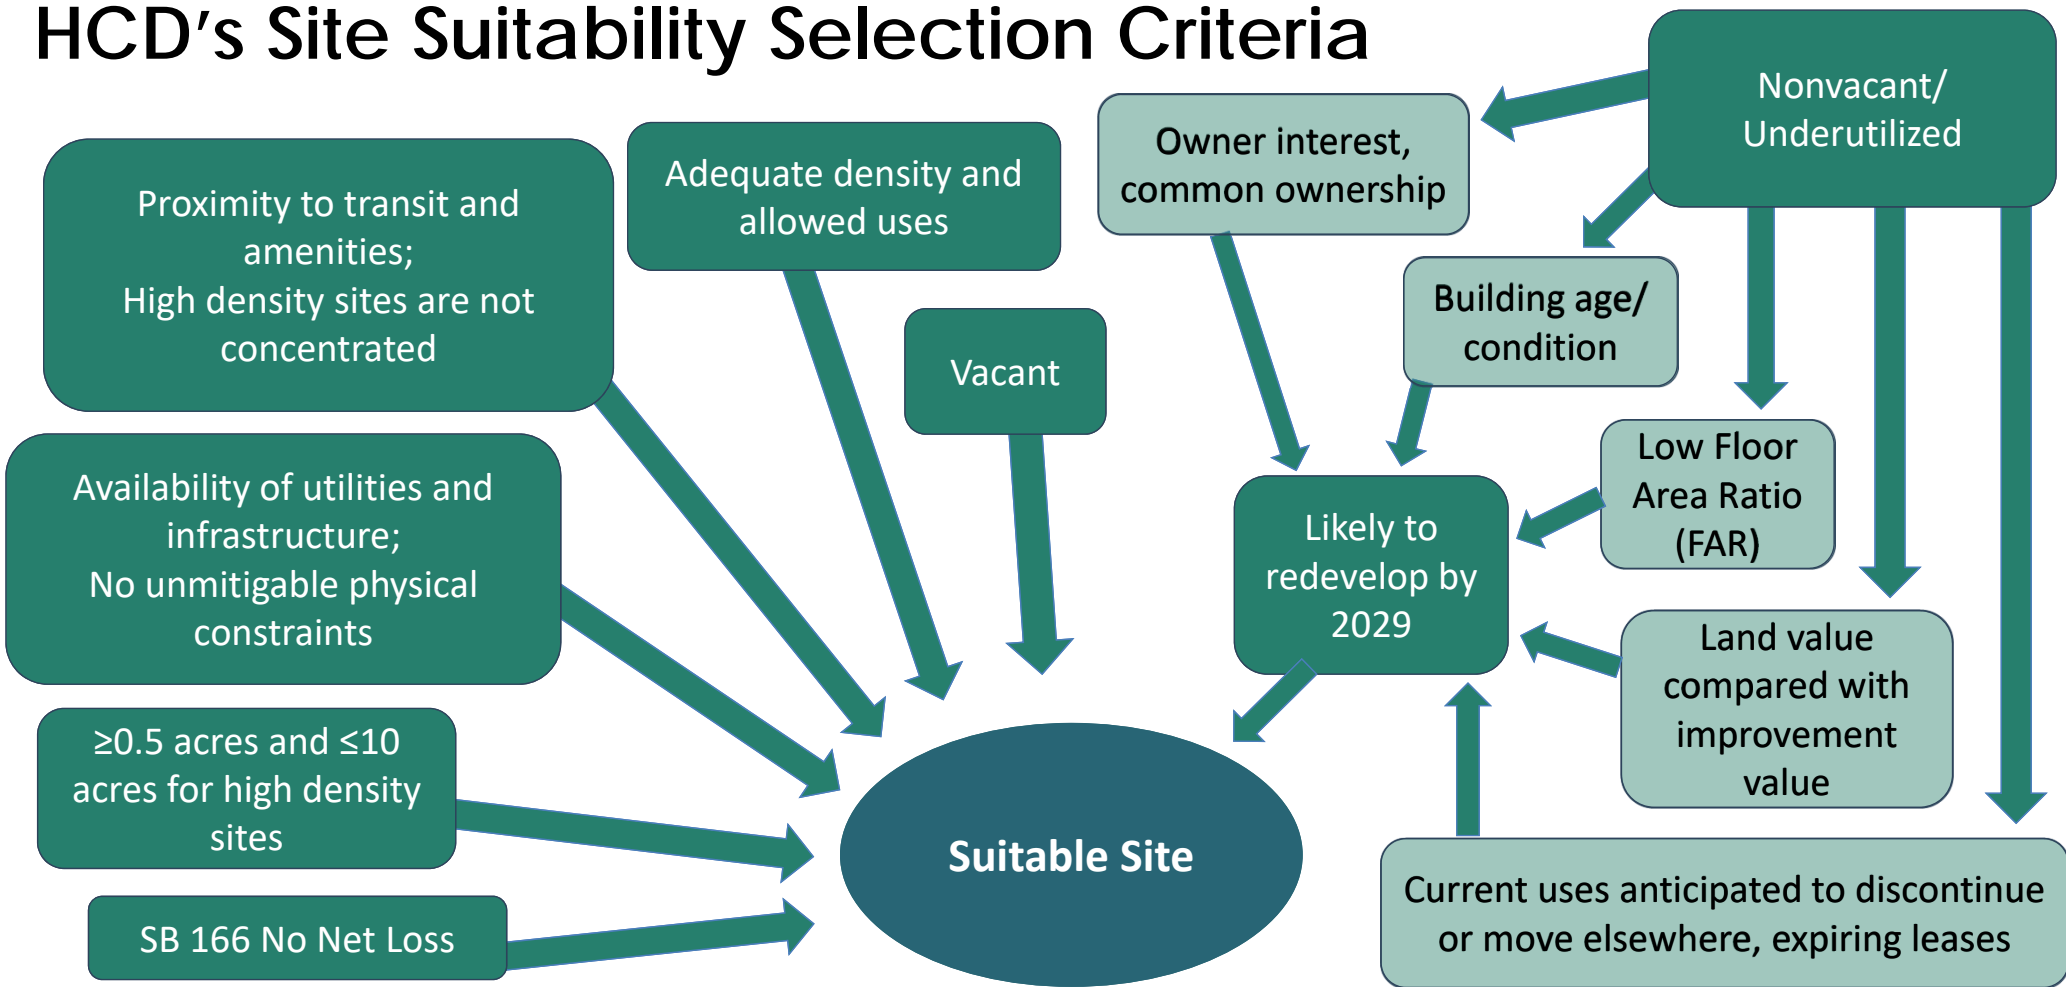 HCD's Site Suitability Selection Criteria
Proximity to transit and
amenities;
High density sites are not
concentrated
Adequate density and
allowed uses
Vacant
Owner interest,
common ownership
Nonvacant/
Underutilized
Building age/
condition
Low Floor
Area Ratio
(FAR)
Availability of utilities and
infrastructure;
No unmitigable physical
constraints
Likely to
redevelop by
2029
Land value
compared with
improvement
value
≥0.5 acres and ≤10
acres for high density
sites
Suitable Site
SB 166 No Net Loss
Current uses anticipated to discontinue
or move elsewhere, expiring leases